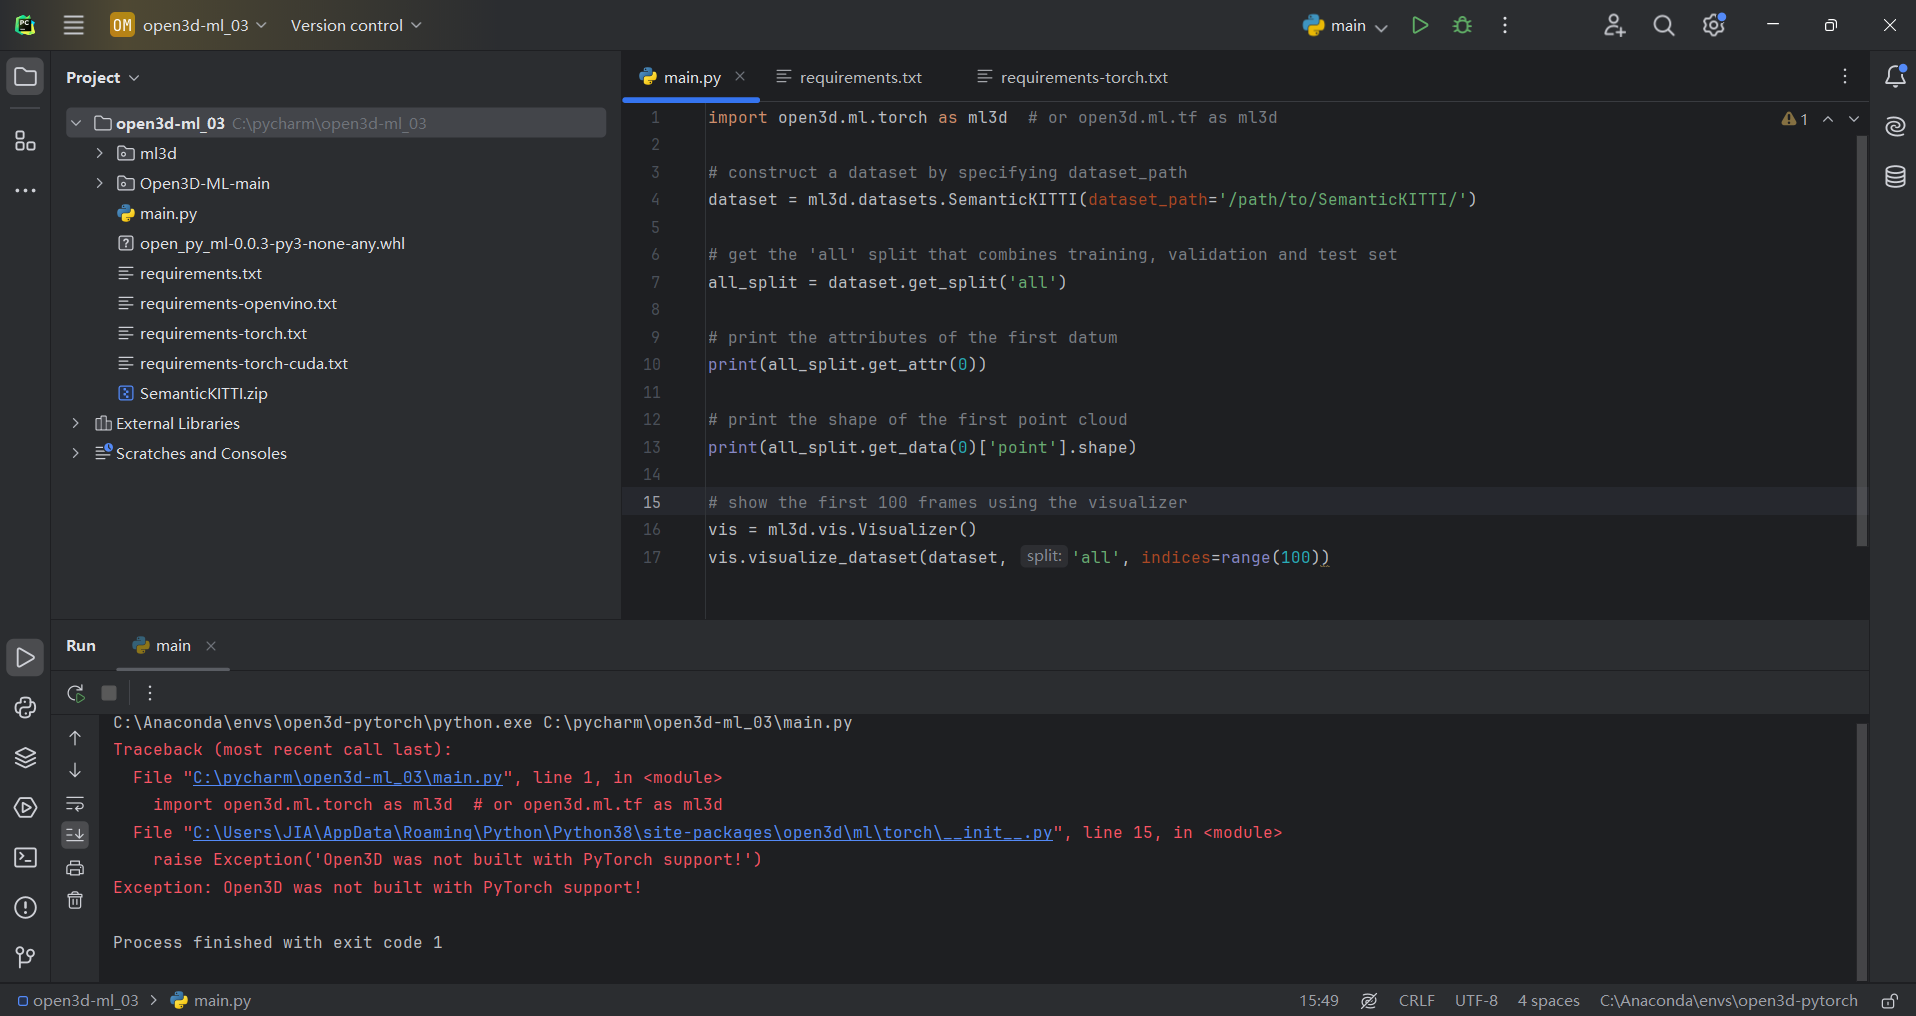 OM open3d-ml_03 Version control main
Project
open3d-ml_03 C:\pycharm\open3d-ml_03
ml3d
Open3D-ML-main
main.py
open_py_ml-0.0.3-py3-none-any.whl
requirements.txt
requirements-openvino.txt
requirements-torch.txt
requirements-torch-cuda.txt
SemanticKITTI.zip
External Libraries
Scratches and Consoles
main.py requirements.txt requirements-torch.txt
1 import open3d.ml.torch as ml3d  # or open3d.ml.tf as ml3d
1
2
3 # construct a dataset by specifying dataset_path
4 dataset = ml3d.datasets.SemanticKITTI(dataset_path='/path/to/SemanticKITTI/')
5
6 # get the 'all' split that combines training, validation and test set
7 all_split = dataset.get_split('all')
8
9 # print the attributes of the first datum
10 print(all_split.get_attr(0))
11
12 # print the shape of the first point cloud
13 print(all_split.get_data(0)['point'].shape)
14
15 # show the first 100 frames using the visualizer
16 vis = ml3d.vis.Visualizer()
17 vis.visualize_dataset(dataset, split: 'all', indices=range(100))
Run main
C:\Anaconda\envs\open3d-pytorch\python.exe C:\pycharm\open3d-ml_03\main.py
Traceback (most recent call last):
File "C:\pycharm\open3d-ml_03\main.py", line 1, in <module>
import open3d.ml.torch as ml3d  # or open3d.ml.tf as ml3d
File "C:\Users\JIA\AppData\Roaming\Python\Python38\site-packages\open3d\ml\torch\__init__.py", line 15, in <module>
raise Exception('Open3D was not built with PyTorch support!')
Exception: Open3D was not built with PyTorch support!
Process finished with exit code 1
open3d-ml_03 > main.py
15:49 CRLF UTF-8 4 spaces C:\Anaconda\envs\open3d-pytorch